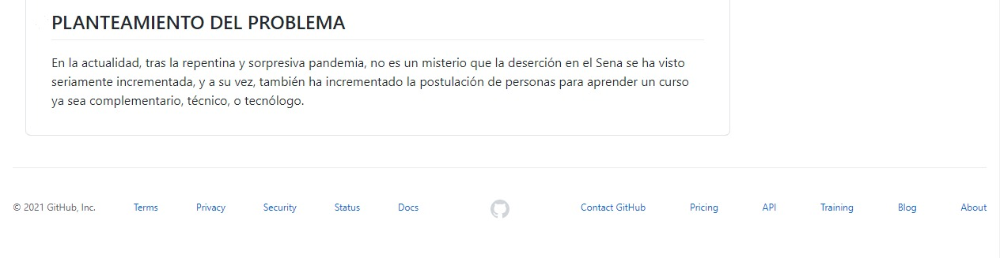 PLANTEAMIENTO DEL PROBLEMA
En la actualidad, tras la repentina y sorpresiva pandemia, no es un misterio que la deserción en el Sena se ha visto
seriamente incrementada, y a su vez, también ha incrementado la postulación de personas para aprender un curso
ya sea complementario, técnico, o tecnólogo.
© 2021 GitHub, Inc. Terms Privacy Security Status Docs Contact GitHub Pricing API Training Blog About